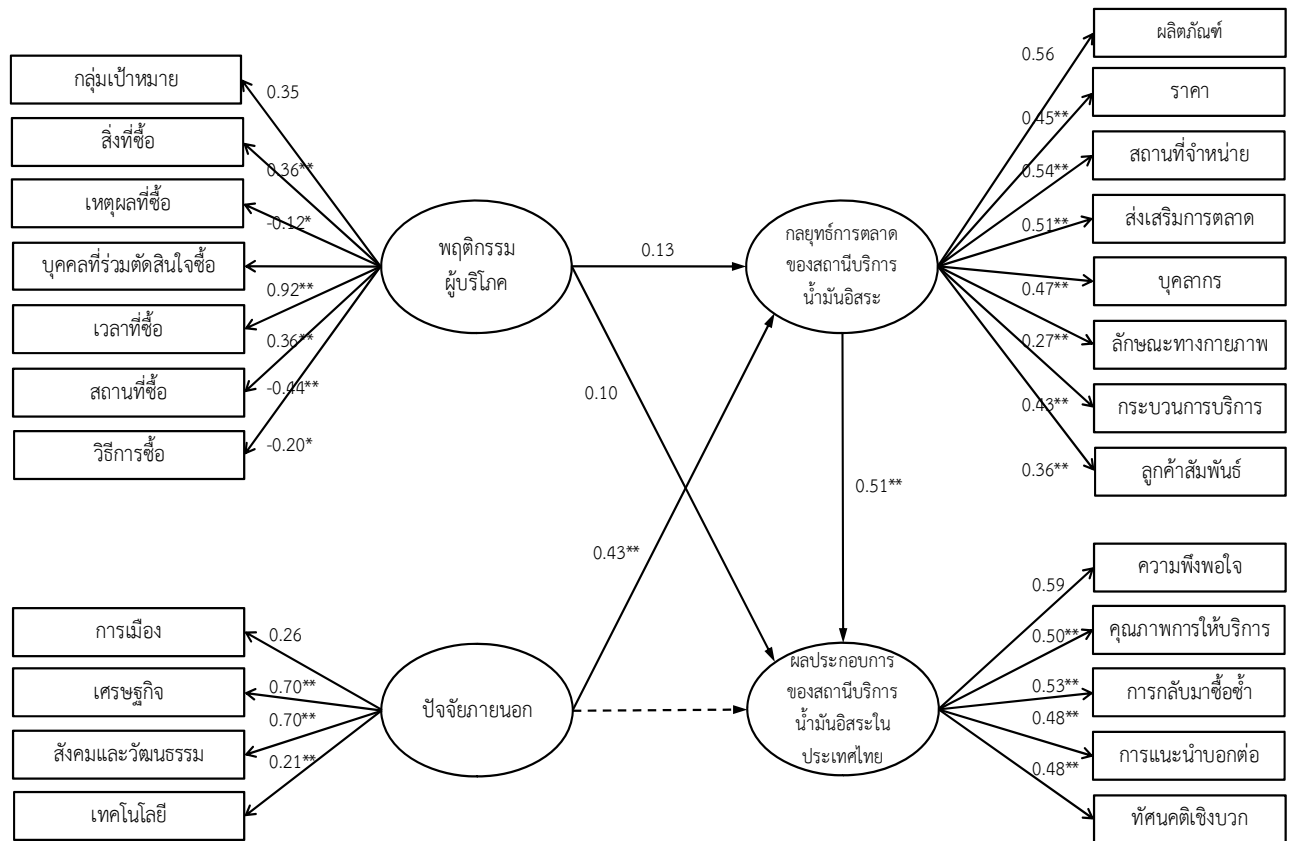 กลุ่มเป้าหมาย
สิ่งที่ซื้อ
เหตุผลที่ซื้อ
บุคคลที่ร่วมตัดสินใจซื้อ
เวลาที่ซื้อ
สถานที่ซื้อ
วิธีการซื้อ
0.35
0.36**
-0.12*
0.92**
0.36**
-0.44**
-0.20*
พฤติกรรม
ผู้บริโภค
0.13
0.10
กลยุทธ์การตลาด
ของสถานีบริการ
น้ำมันอิสระ
0.56
0.45**
0.54**
0.51**
0.47**
0.27**
0.43**
0.36**
ผลิตภัณฑ์
ราคา
สถานที่จำหน่าย
ส่งเสริมการตลาด
บุคลากร
ลักษณะทางกายภาพ
กระบวนการบริการ
ลูกค้าสัมพันธ์
0.51**
0.43**
การเมือง
เศรษฐกิจ
สังคมและวัฒนธรรม
เทคโนโลยี
0.26
0.70**
0.70**
0.21**
ปัจจัยภายนอก
ผลประกอบการ
ของสถานีบริการ
น้ำมันอิสระใน
ประเทศไทย
0.59
0.50**
0.53**
0.48**
0.48**
ความพึงพอใจ
คุณภาพการให้บริการ
การกลับมาซื้อซ้ำ
การแนะนำบอกต่อ
ทัศนคติเชิงบวก